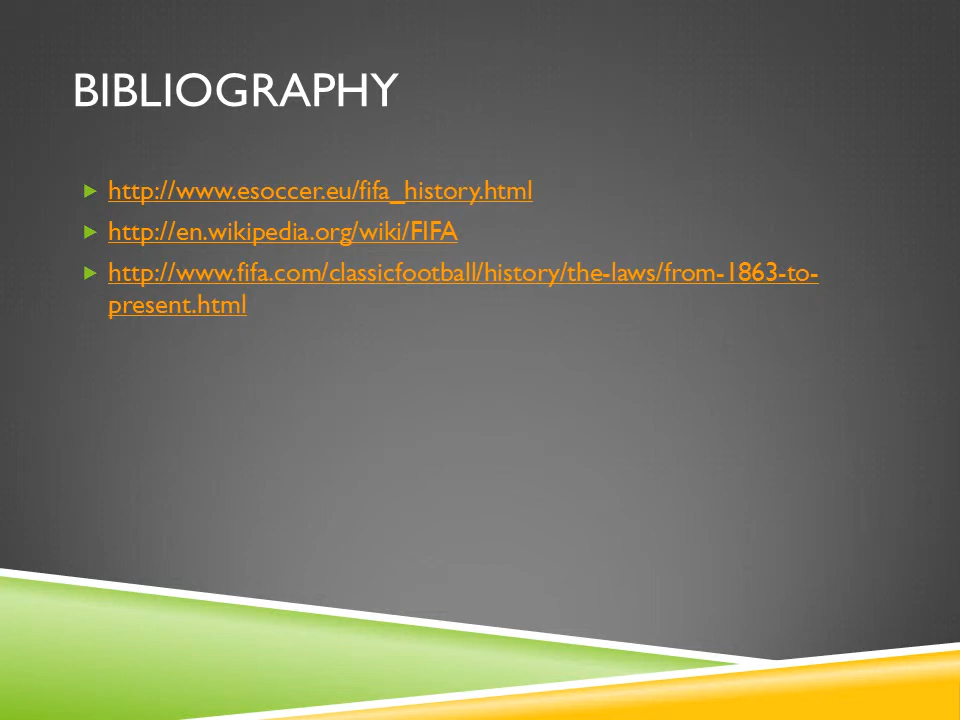 BIBLIOGRAPHY
http://www.esoccer.eu/fifa_history.html
http://en.wikipedia.org/wiki/FIFA
http://www.fifa.com/classicfootball/history/the-laws/from-1863-to-
present.html